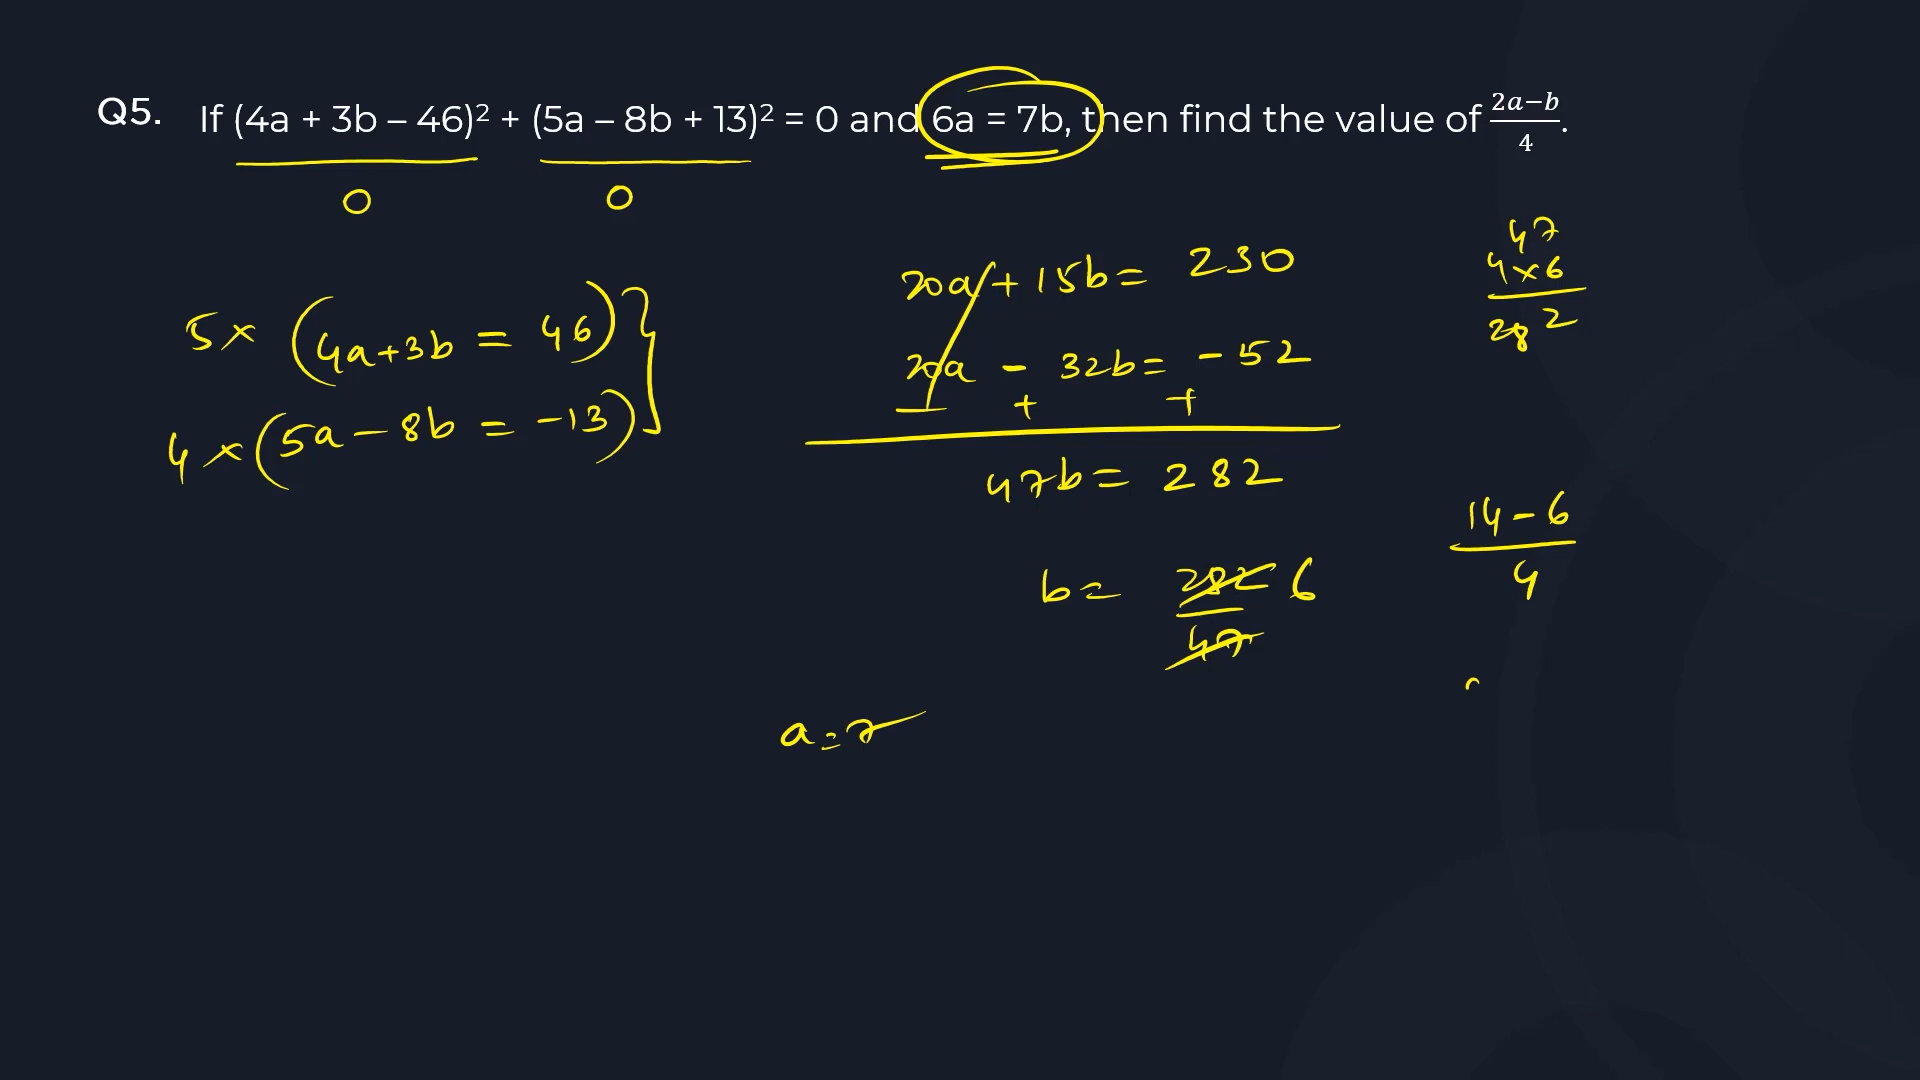 Q5. If (4a + 3b – 46)² + (5a – 8b + 13)² = 0 and 6a = 7b, then find the value of (2a−b)/4.
0 0
5 × (4a+3b = 46) }
4 × (5a – 8b = –13)
20a + 15b = 230
20a – 32b = –52
– + +
47b = 282
b = 282/47 6
a = 7
47
4×6
282
14 – 6
4